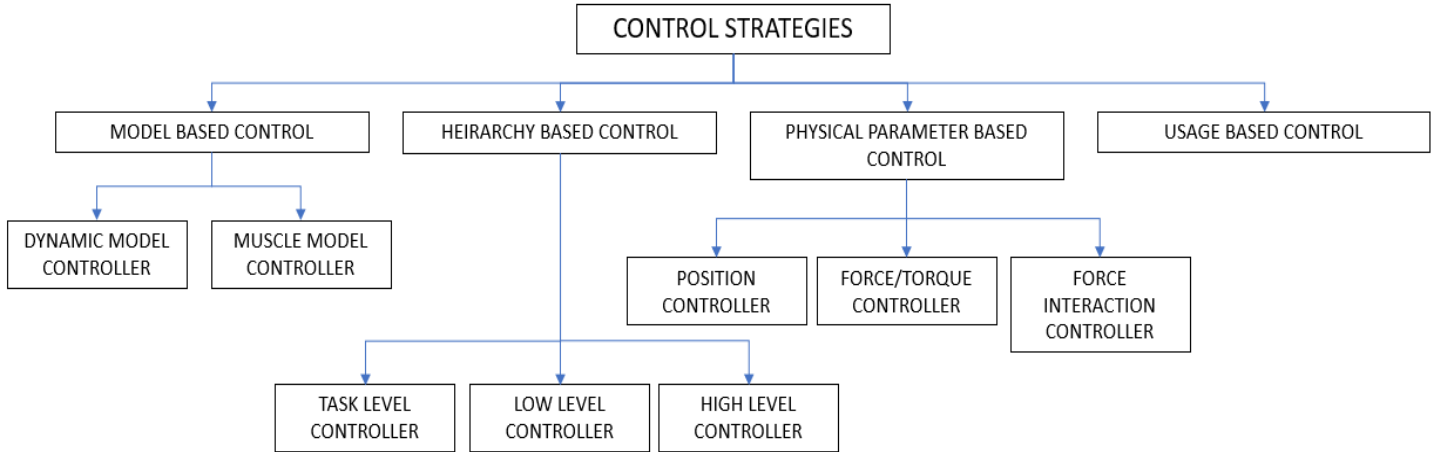 CONTROL STRATEGIES
MODEL BASED CONTROL
HEIRARCHY BASED CONTROL
PHYSICAL PARAMETER BASED
CONTROL
USAGE BASED CONTROL
DYNAMIC MODEL
CONTROLLER
MUSCLE MODEL
CONTROLLER
POSITION
CONTROLLER
FORCE/TORQUE
CONTROLLER
FORCE
INTERACTION
CONTROLLER
TASK LEVEL
CONTROLLER
LOW LEVEL
CONTROLLER
HIGH LEVEL
CONTROLLER